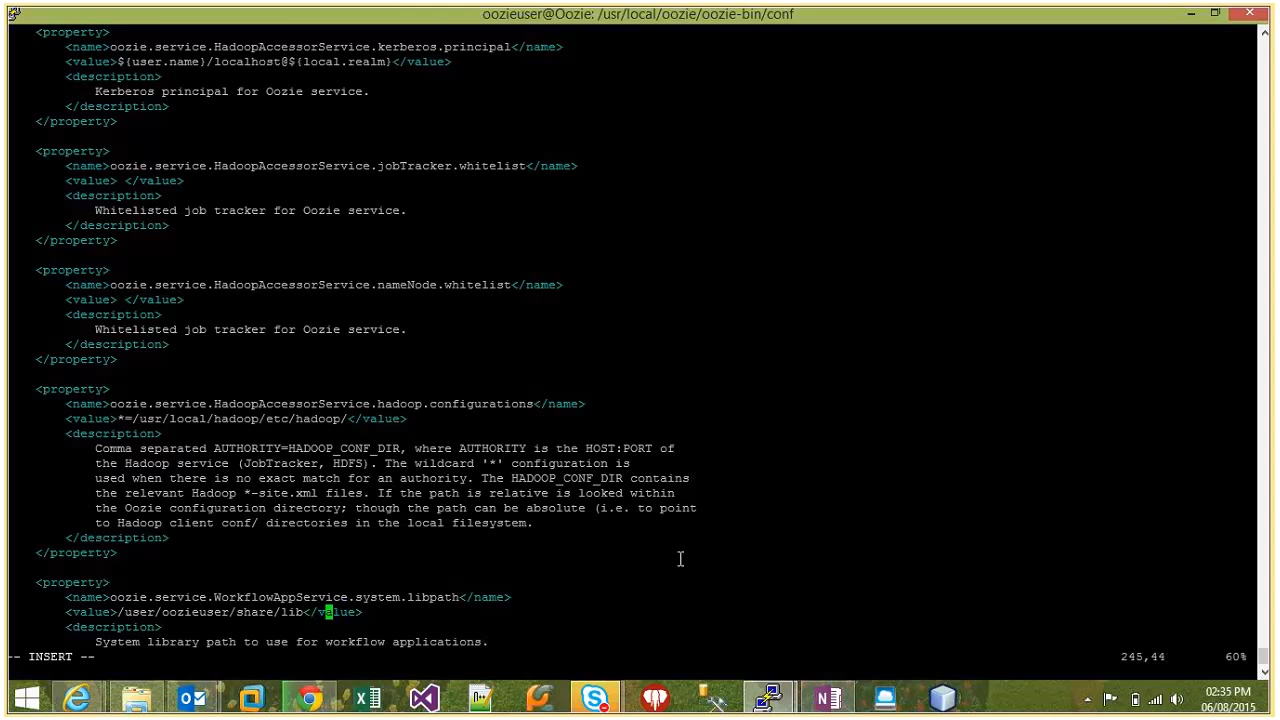 oozieuser@Oozie: /usr/local/oozie/oozie-bin/conf
<property>
<name>oozie.service.HadoopAccessorService.kerberos.principal</name>
<value>${user.name}/localhost@${local.realm}</value>
<description>
Kerberos principal for Oozie service.
</description>
</property>
<property>
<name>oozie.service.HadoopAccessorService.jobTracker.whitelist</name>
<value> </value>
<description>
Whitelisted job tracker for Oozie service.
</description>
</property>
<property>
<name>oozie.service.HadoopAccessorService.nameNode.whitelist</name>
<value> </value>
<description>
Whitelisted job tracker for Oozie service.
</description>
</property>
<property>
<name>oozie.service.HadoopAccessorService.hadoop.configurations</name>
<value>*=/usr/local/hadoop/etc/hadoop/</value>
<description>
Comma separated AUTHORITY=HADOOP_CONF_DIR, where AUTHORITY is the HOST:PORT of
the Hadoop service (JobTracker, HDFS). The wildcard '*' configuration is
used when there is no exact match for an authority. The HADOOP_CONF_DIR contains
the relevant Hadoop *-site.xml files. If the path is relative is looked within
the Oozie configuration directory; though the path can be absolute (i.e. to point
to Hadoop client conf/ directories in the local filesystem.
</description>
</property>
<property>
<name>oozie.service.WorkflowAppService.system.libpath</name>
<value>/user/oozieuser/share/lib</value>
<description>
System library path to use for workflow applications.
-- INSERT -- 245,44 60%
02:35 PM
06/08/2015